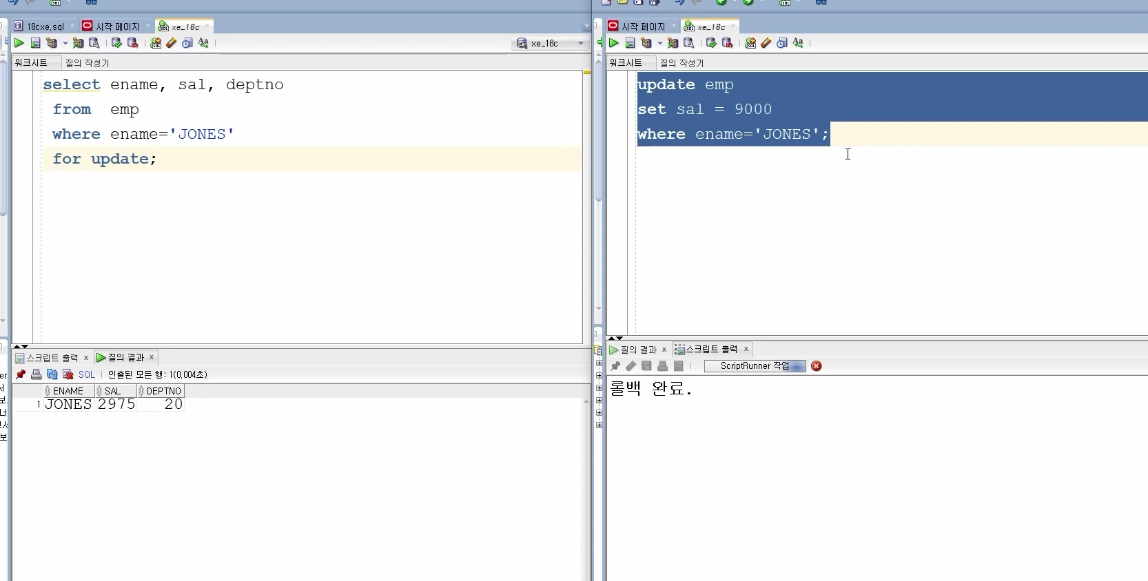 18cxe.sql
시작 페이지
xe_18c
xe_18c
워크시트
질의 작성기
select ename, sal, deptno
from emp
where ename='JONES'
for update;
스크립트 출력 x
질의 결과 x
SQL | 인출된 모든 행: 1(0,004초)
ENAME SAL DEPTNO
1 JONES 2975 20
시작 페이지
xe_18c
워크시트
질의 작성기
update emp
set sal = 9000
where ename='JONES';
질의 결과 x
스크립트 출력 x
ScriptRunner 작업
롤백 완료.